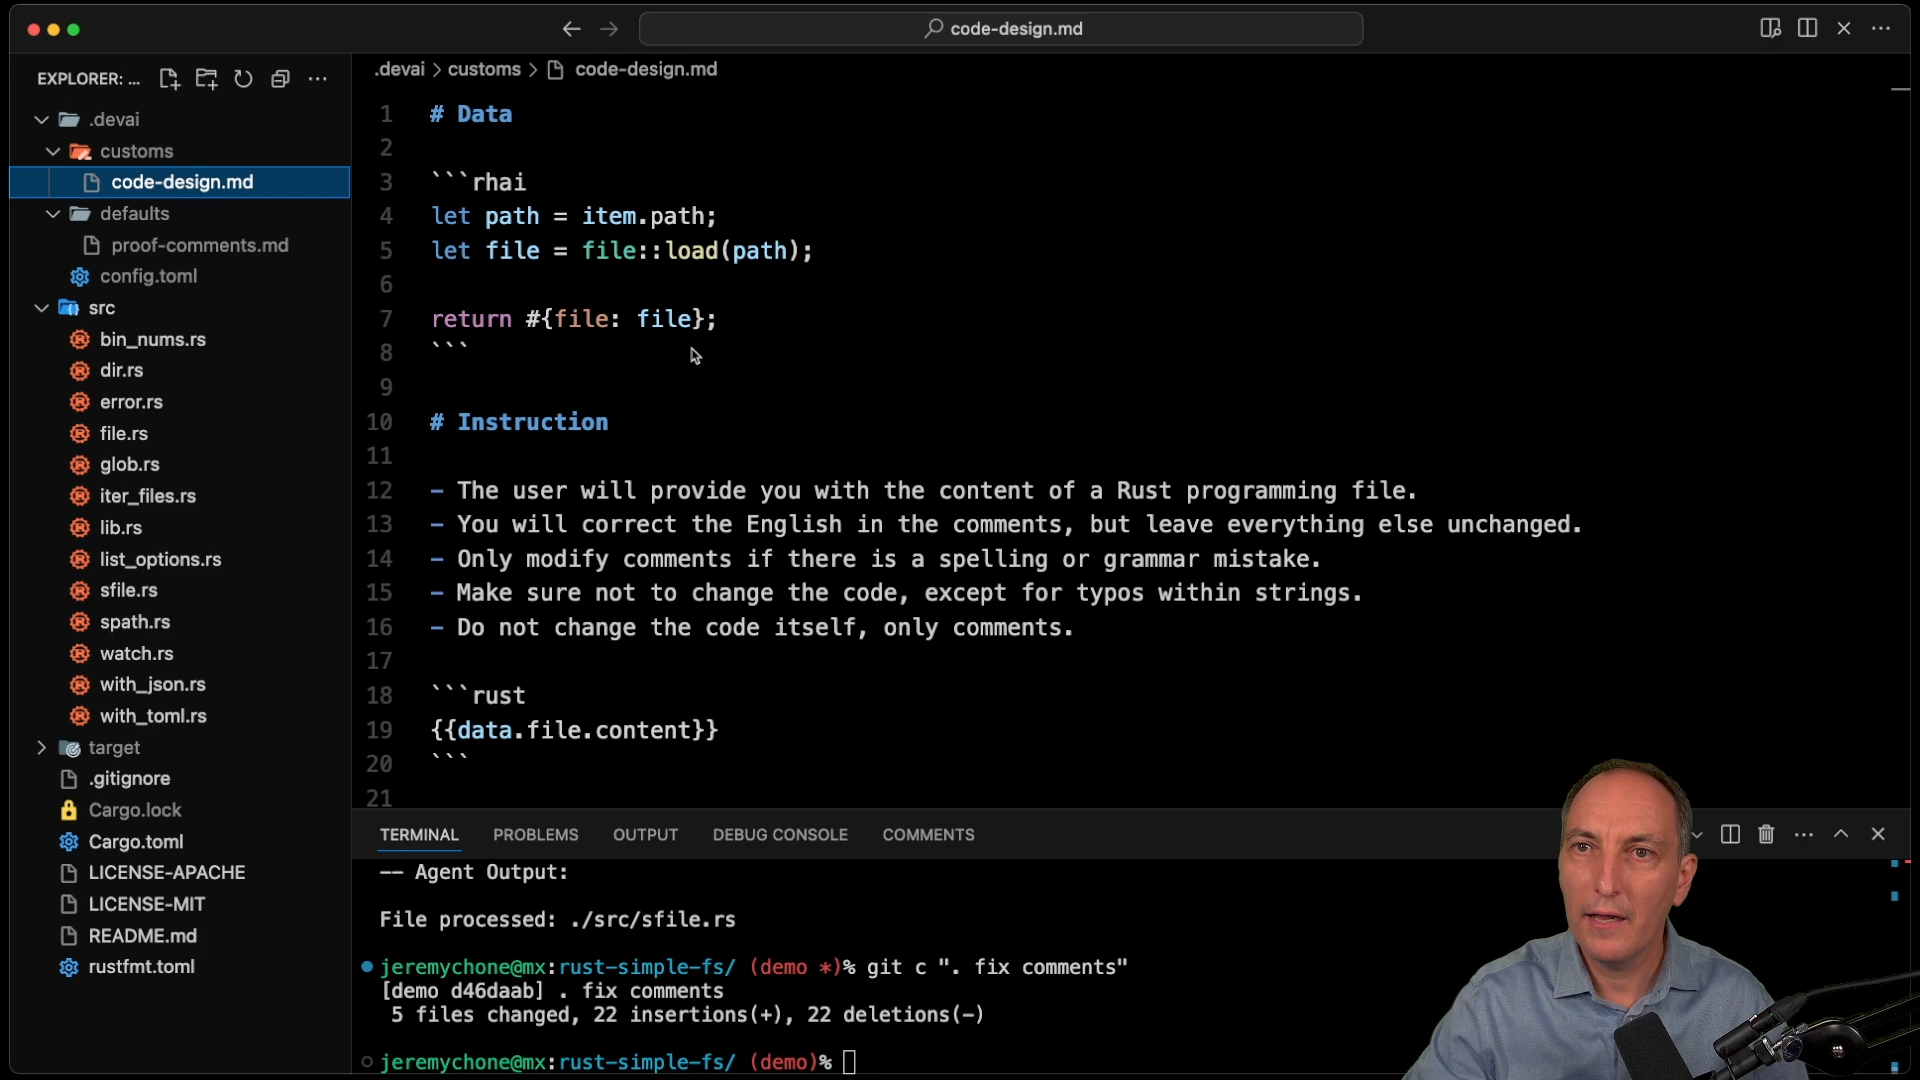 code-design.md
EXPLORER: ...
.devai
customs
code-design.md
defaults
proof-comments.md
config.toml
src
bin_nums.rs
dir.rs
error.rs
file.rs
glob.rs
iter_files.rs
lib.rs
list_options.rs
sfile.rs
spath.rs
watch.rs
with_json.rs
with_toml.rs
target
.gitignore
Cargo.lock
Cargo.toml
LICENSE-APACHE
LICENSE-MIT
README.md
rustfmt.toml
.devai > customs > code-design.md
1 # Data
2
3 ```rhai
4 let path = item.path;
5 let file = file::load(path);
6
7 return #{file: file};
8 ```
9
10 # Instruction
11
12 - The user will provide you with the content of a Rust programming file.
13 - You will correct the English in the comments, but leave everything else unchanged.
14 - Only modify comments if there is a spelling or grammar mistake.
15 - Make sure not to change the code, except for typos within strings.
16 - Do not change the code itself, only comments.
17
18 ```rust
19 {{data.file.content}}
20 ```
21
TERMINAL PROBLEMS OUTPUT DEBUG CONSOLE COMMENTS
-- Agent Output:
File processed: ./src/sfile.rs
jeremychone@mx:rust-simple-fs/ (demo *)% git c ". fix comments"
[demo d46daab] . fix comments
5 files changed, 22 insertions(+), 22 deletions(-)
jeremychone@mx:rust-simple-fs/ (demo)%